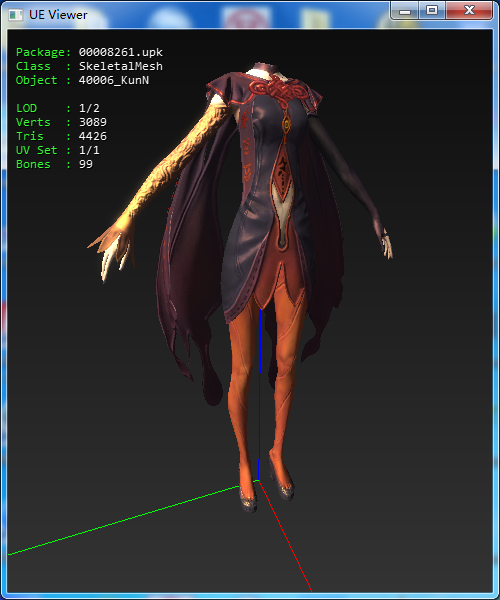 UE Viewer
Package: 00008261.upk
Class : SkeletalMesh
Object : 40006_KunN
LOD : 1/2
Verts : 3089
Tris : 4426
UV Set : 1/1
Bones : 99